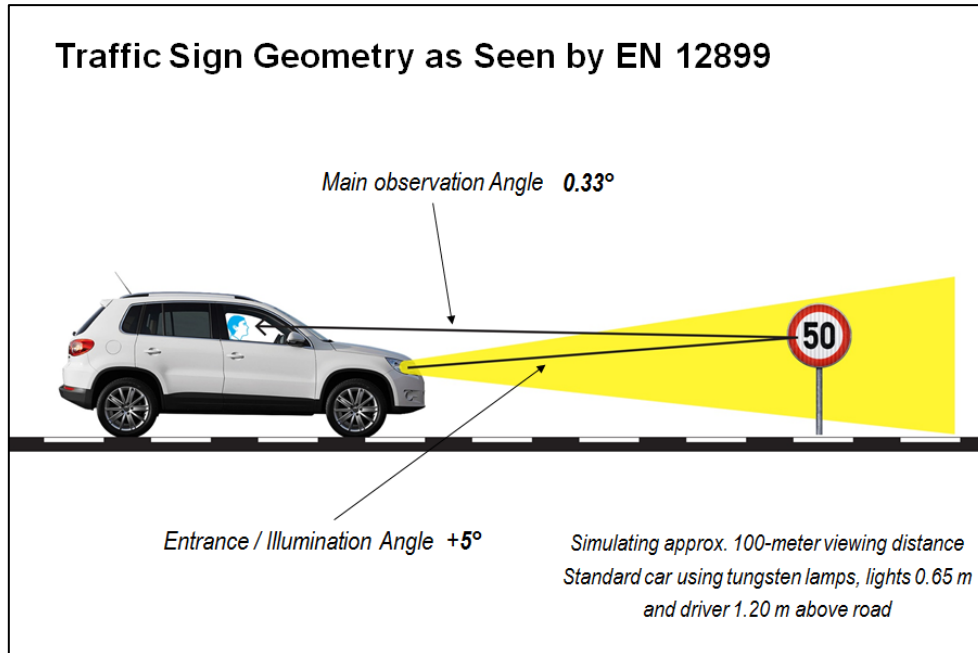 Traffic Sign Geometry as Seen by EN 12899
Main observation Angle 0.33°
50
Entrance / Illumination Angle +5°
Simulating approx. 100-meter viewing distance
Standard car using tungsten lamps, lights 0.65 m
and driver 1.20 m above road